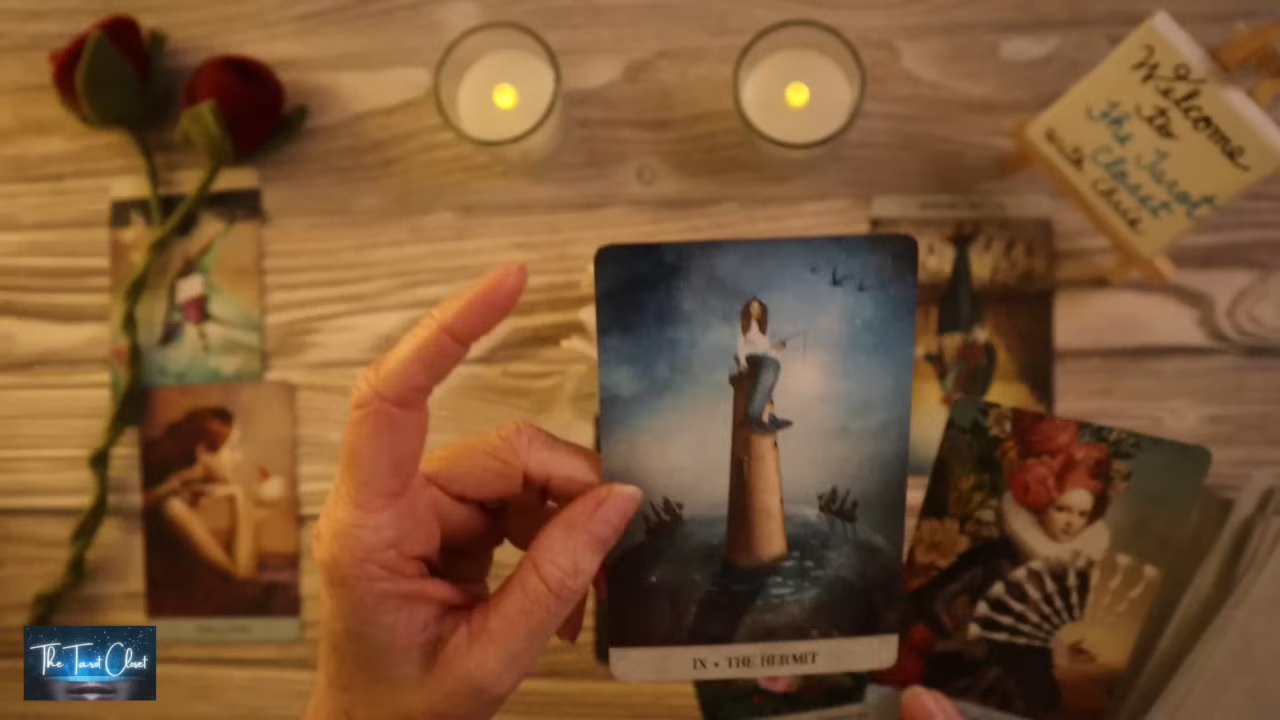 Welcome
To
The Tarot
Closet
with Chris
IX • THE HERMIT
The Tarot Closet